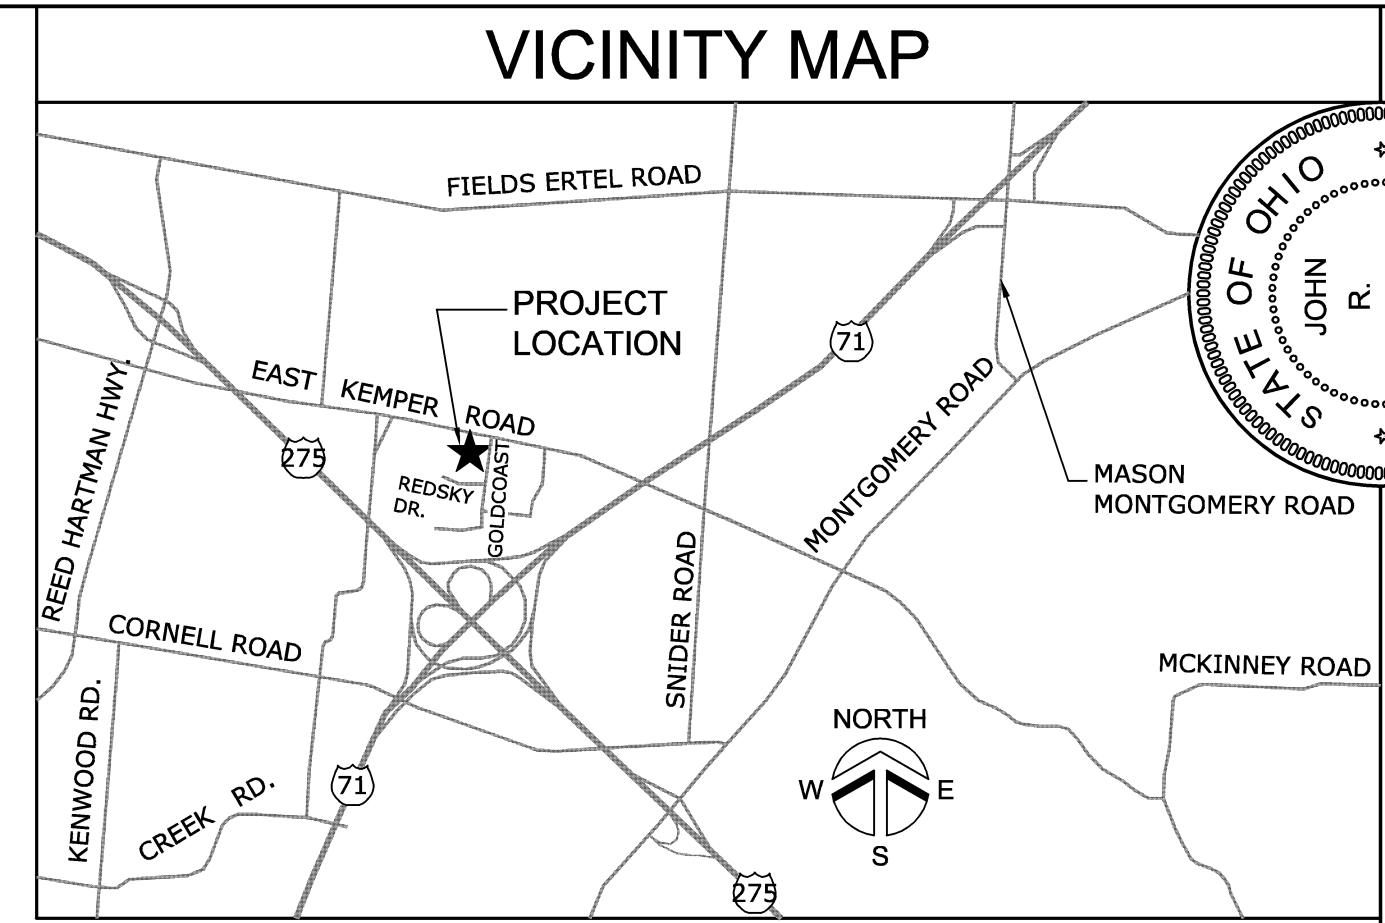 VICINITY MAP
FIELDS ERTEL ROAD
STATE OF OHIO
JOHN
R.
PROJECT
LOCATION
71
EAST KEMPER ROAD
REED HARTMAN HWY.
275
REDSKY
DR.
GOLDCOAST
MONTGOMERY ROAD
MASON
MONTGOMERY ROAD
SNIDER ROAD
CORNELL ROAD
MCKINNEY ROAD
KENWOOD RD.
CREEK RD.
71
NORTH
W
E
S
275